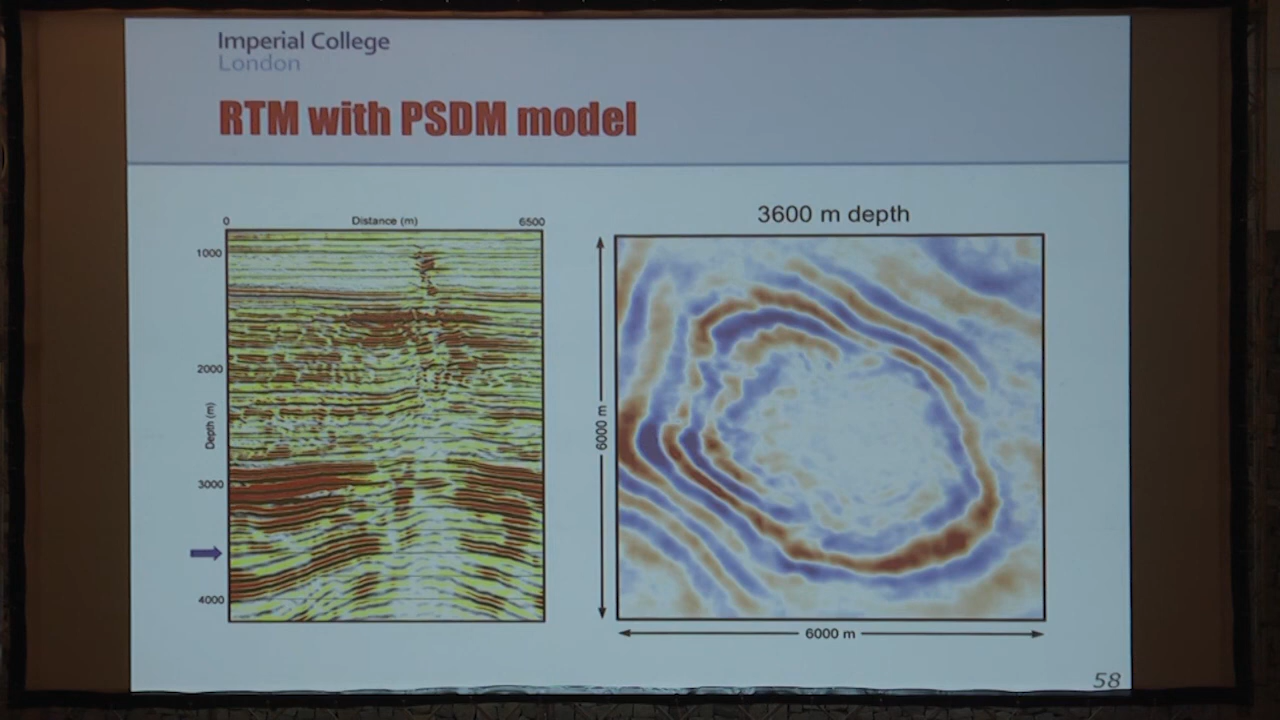 Imperial College
London
RTM with PSDM model
0 Distance (m) 6500
1000
2000
Depth (m)
3000
4000
3600 m depth
6000 m
6000 m
58